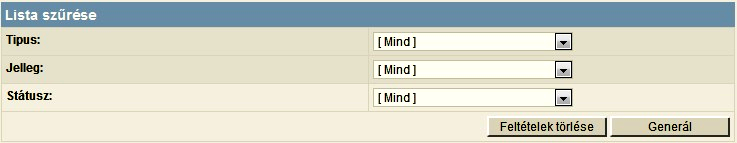 Lista szűrése
Tipus: [ Mind ]
Jelleg: [ Mind ]
Státusz: [ Mind ]
Feltételek törlése Generál